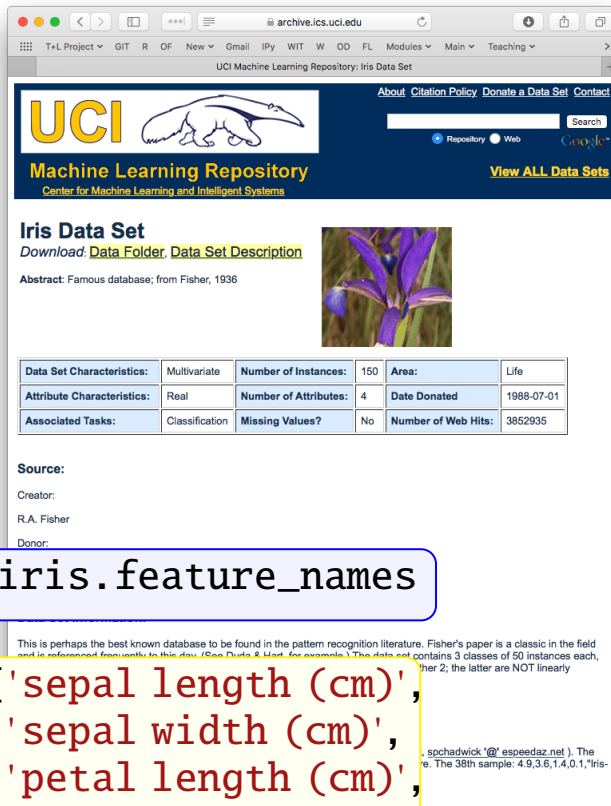 archive.ics.uci.edu
T+L Project GIT R OF New Gmail IPy WIT W OD FL Modules Main Teaching
UCI Machine Learning Repository: Iris Data Set
About Citation Policy Donate a Data Set Contact
UCI
Search
Repository Web Google™
Machine Learning Repository
View ALL Data Sets
Center for Machine Learning and Intelligent Systems
Iris Data Set
Download: Data Folder, Data Set Description
Abstract: Famous database; from Fisher, 1936
Data Set Characteristics: Multivariate Number of Instances: 150 Area: Life
Attribute Characteristics: Real Number of Attributes: 4 Date Donated 1988-07-01
Associated Tasks: Classification Missing Values? No Number of Web Hits: 3852935
Source:
Creator:
R.A. Fisher
Donor:
iris.feature_names
This is perhaps the best known database to be found in the pattern recognition literature. Fisher's paper is a classic in the field
and is referenced frequently to this day. (See Duda & Hart, for example.) The data set contains 3 classes of 50 instances each,
her 2; the latter are NOT linearly
['sepal length (cm)',
'sepal width (cm)',
, spchadwick '@' espeedaz.net ). The
'petal length (cm)',
e. The 38th sample: 4.9,3.6,1.4,0.1,"Iris-